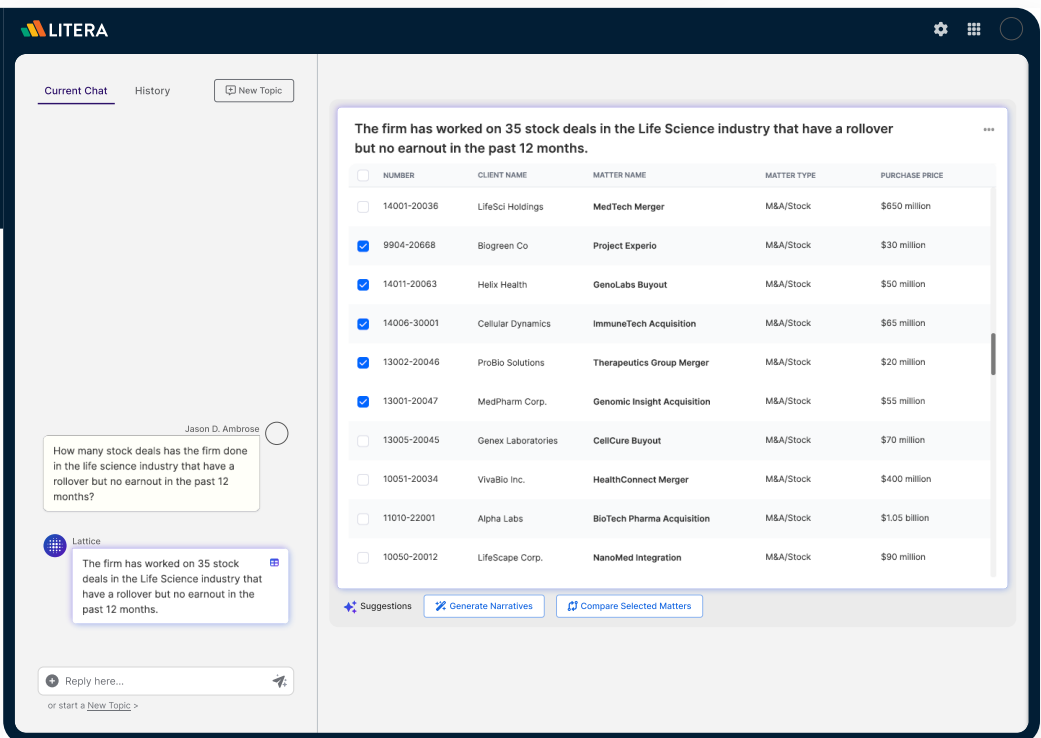 LITERA
Current Chat
History
New Topic
Jason D. Ambrose
How many stock deals has the firm done
in the life science industry that have a
rollover but no earnout in the past 12
months?
Lattice
The firm has worked on 35 stock
deals in the Life Science industry that
have a rollover but no earnout in the
past 12 months.
Reply here...
or start a New Topic >
The firm has worked on 35 stock deals in the Life Science industry that have a rollover
but no earnout in the past 12 months.
NUMBER CLIENT NAME MATTER NAME MATTER TYPE PURCHASE PRICE
14001-20036 LifeSci Holdings MedTech Merger M&A/Stock $650 million
9904-20668 Biogreen Co Project Experio M&A/Stock $30 million
14011-20063 Helix Health GenoLabs Buyout M&A/Stock $50 million
14006-30001 Cellular Dynamics ImmuneTech Acquisition M&A/Stock $65 million
13002-20046 ProBio Solutions Therapeutics Group Merger M&A/Stock $20 million
13001-20047 MedPharm Corp. Genomic Insight Acquisition M&A/Stock $55 million
13005-20045 Genex Laboratories CellCure Buyout M&A/Stock $70 million
10051-20034 VivaBio Inc. HealthConnect Merger M&A/Stock $400 million
11010-22001 Alpha Labs BioTech Pharma Acquisition M&A/Stock $1.05 billion
10050-20012 LifeScape Corp. NanoMed Integration M&A/Stock $90 million
Suggestions
Generate Narratives
Compare Selected Matters